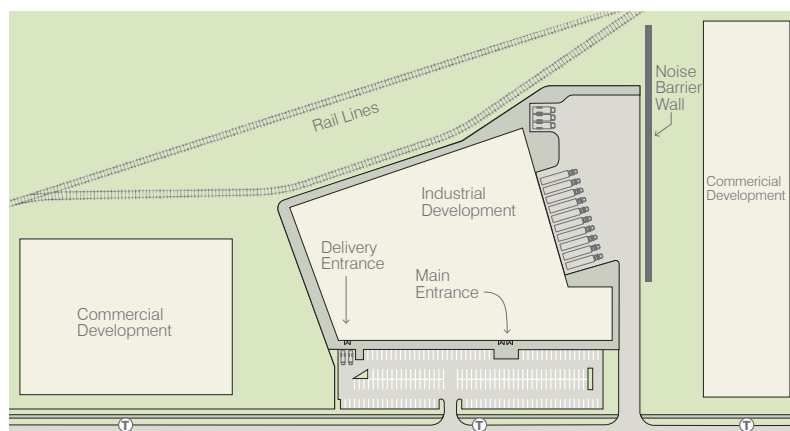 Rail Lines
Noise
Barrier
Wall
Industrial
Development
Commericial
Development
Delivery
Entrance
Main
Entrance
Commercial
Development
T
T
T